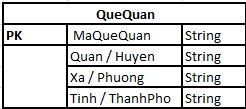 QueQuan
PK MaQueQuan String
Quan / Huyen String
Xa / Phuong String
Tinh / ThanhPho String